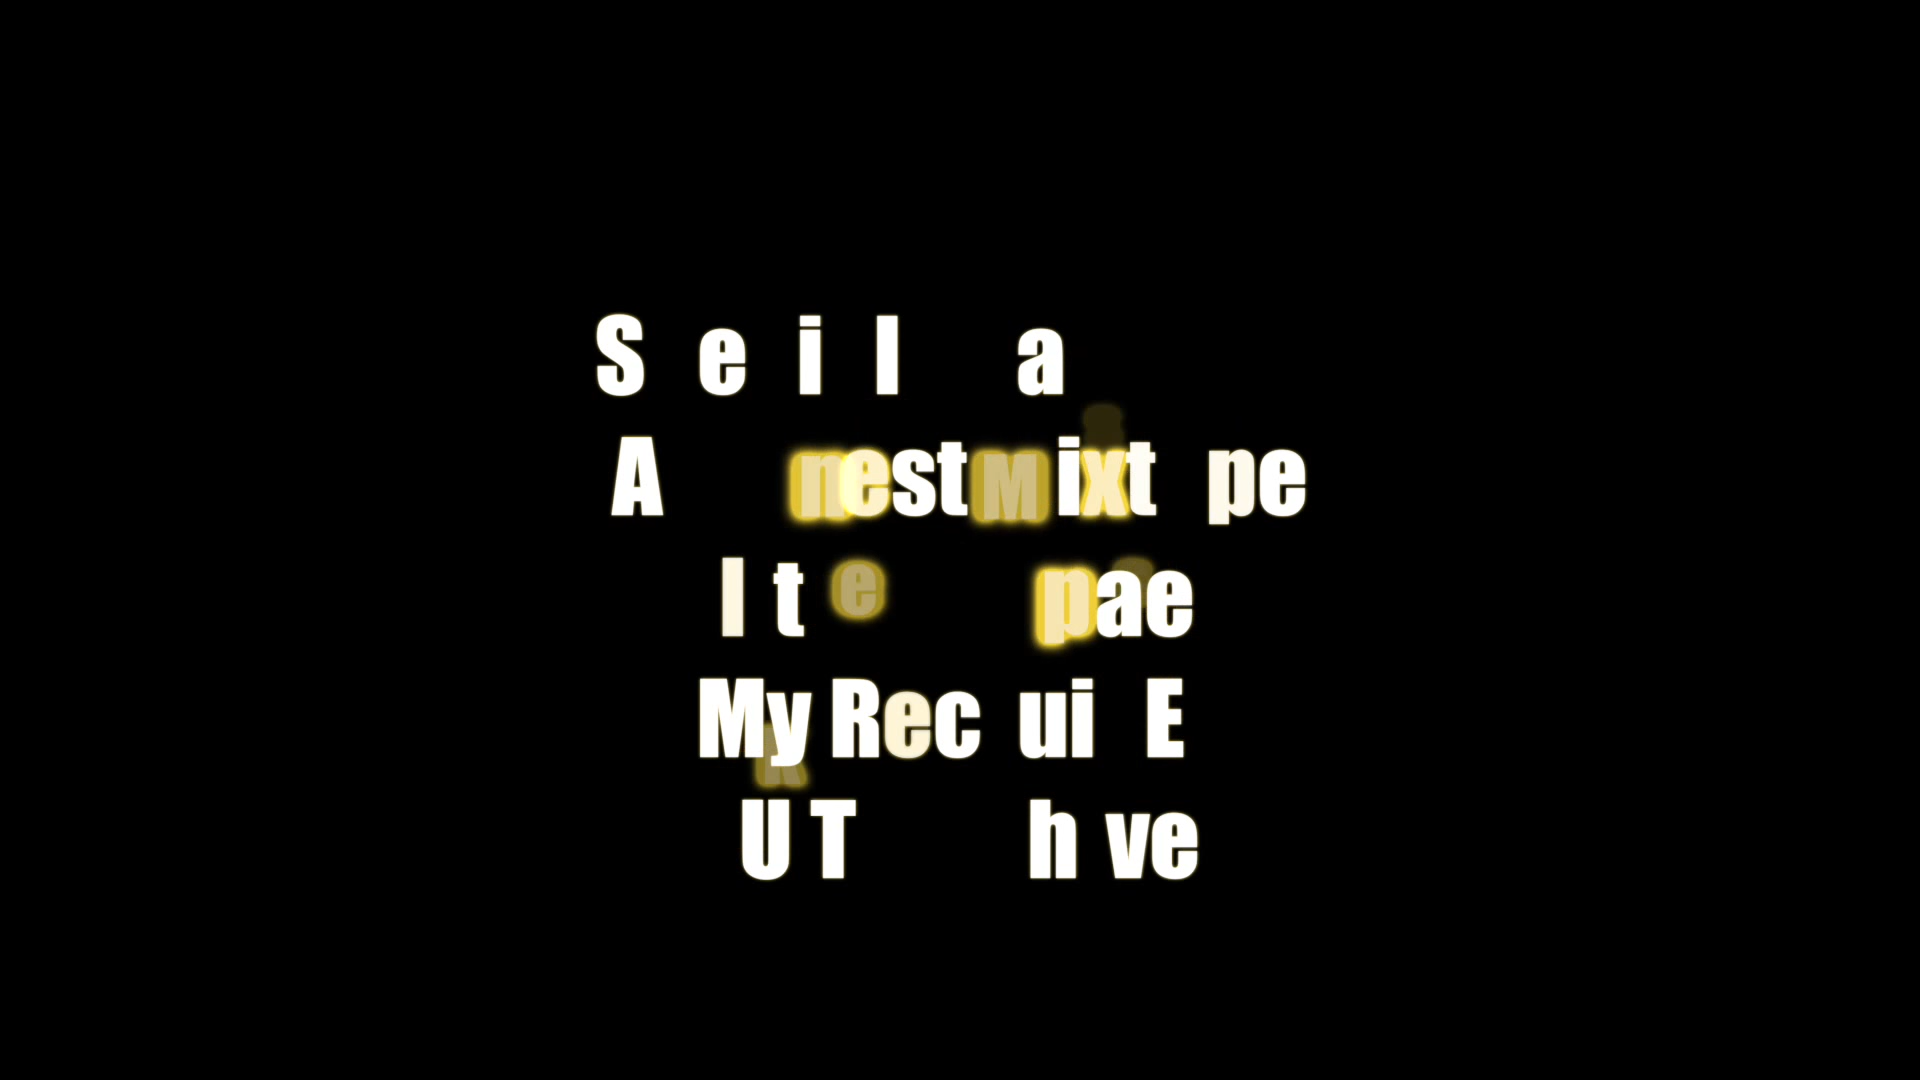 S e i l a
A nest Mixt pe
I t e pae
My Rec ui E
U T h ve